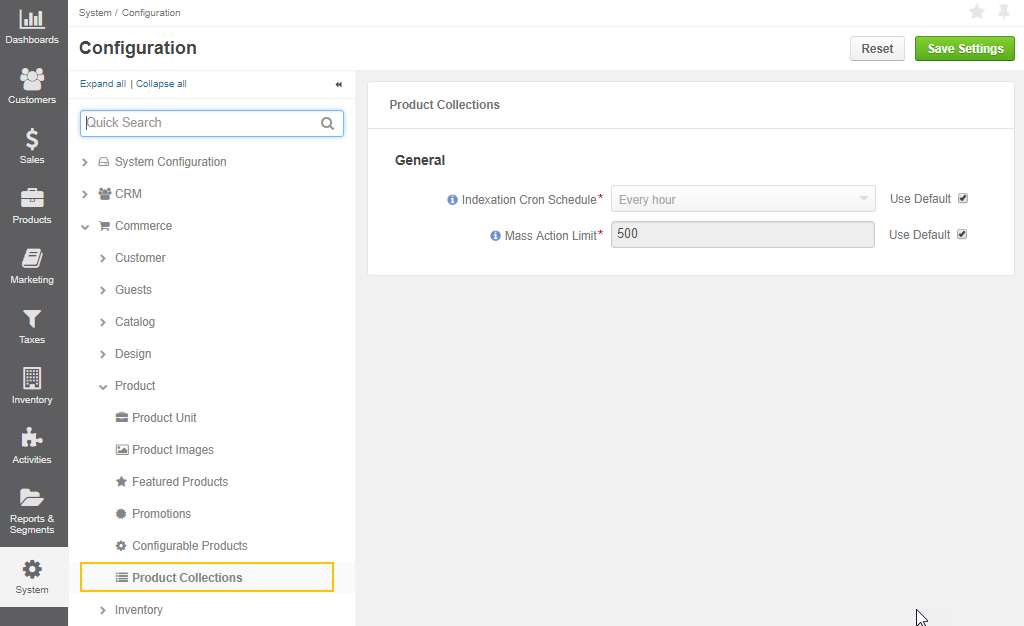 Dashboards
Customers
Sales
Products
Marketing
Taxes
Inventory
Activities
Reports &
Segments
System
System / Configuration
Configuration
Reset
Save Settings
Expand all | Collapse all
Quick Search
System Configuration
CRM
Commerce
Customer
Guests
Catalog
Design
Product
Product Unit
Product Images
Featured Products
Promotions
Configurable Products
Product Collections
Inventory
Product Collections
General
Indexation Cron Schedule* Every hour Use Default
Mass Action Limit* 500 Use Default